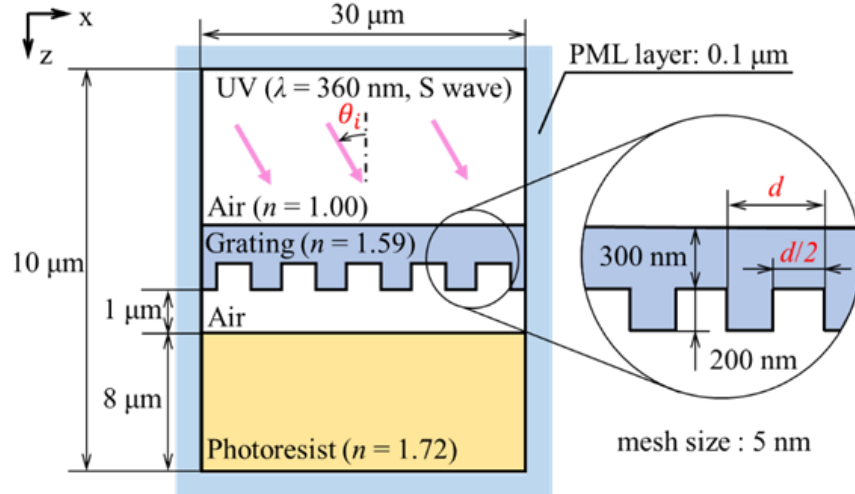 30 μm
x
z
PML layer: 0.1 μm
UV (λ = 360 nm, S wave)
θi
Air (n = 1.00)
d
Grating (n = 1.59)
10 μm
300 nm
d/2
1 μm
Air
200 nm
8 μm
mesh size : 5 nm
Photoresist (n = 1.72)